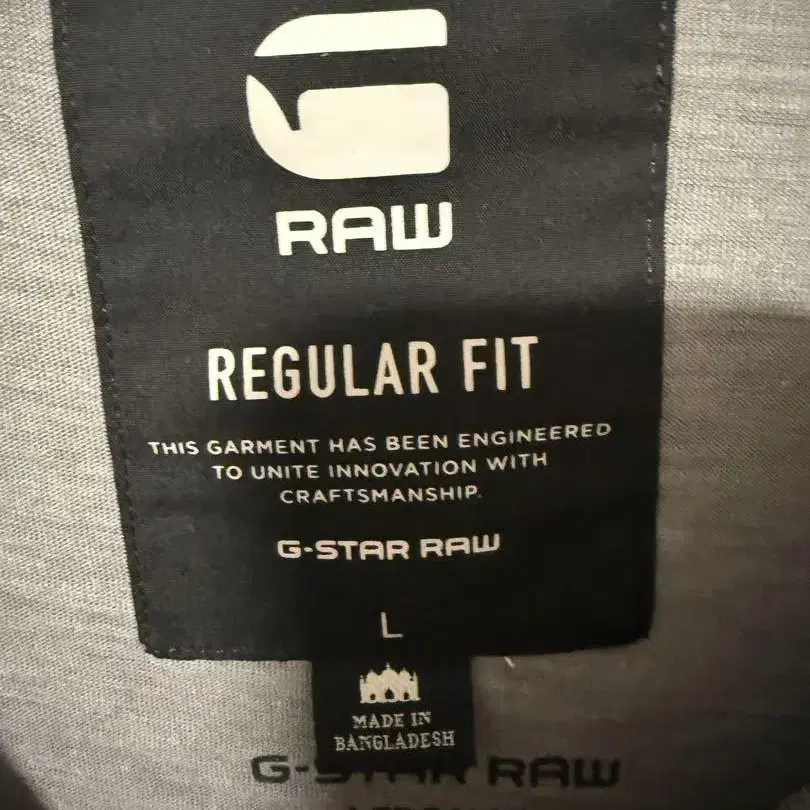 RAW
REGULAR FIT
THIS GARMENT HAS BEEN ENGINEERED
TO UNITE INNOVATION WITH
CRAFTSMANSHIP.
G-STAR RAW
L
MADE IN
BANGLADESH
G-STAR RAW